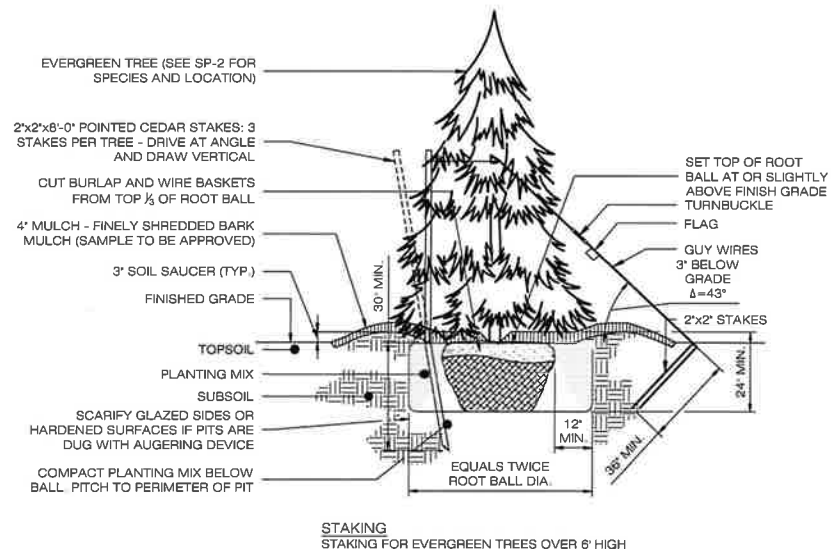 EVERGREEN TREE (SEE SP-2 FOR
SPECIES AND LOCATION)
2"x2"x8'-0" POINTED CEDAR STAKES: 3
STAKES PER TREE - DRIVE AT ANGLE
AND DRAW VERTICAL
CUT BURLAP AND WIRE BASKETS
FROM TOP ⅓ OF ROOT BALL
4" MULCH - FINELY SHREDDED BARK
MULCH (SAMPLE TO BE APPROVED)
3" SOIL SAUCER (TYP.)
FINISHED GRADE
TOPSOIL
PLANTING MIX
SUBSOIL
SCARIFY GLAZED SIDES OR
HARDENED SURFACES IF PITS ARE
DUG WITH AUGERING DEVICE
COMPACT PLANTING MIX BELOW
BALL. PITCH TO PERIMETER OF PIT
30" MIN.
SET TOP OF ROOT
BALL AT OR SLIGHTLY
ABOVE FINISH GRADE
TURNBUCKLE
FLAG
GUY WIRES
3" BELOW
GRADE
Δ=43°
2"x2" STAKES
24" MIN.
36" MIN.
12"
MIN.
EQUALS TWICE
ROOT BALL DIA.
STAKING
STAKING FOR EVERGREEN TREES OVER 6' HIGH